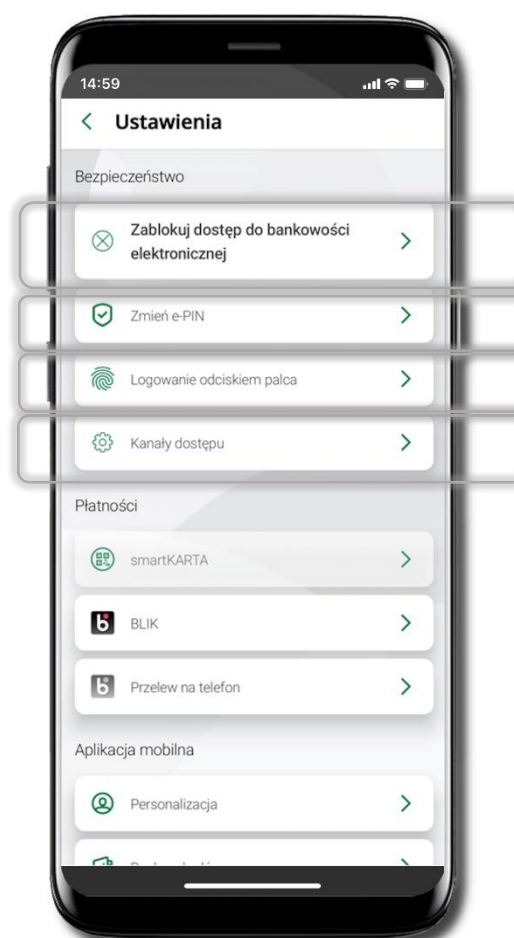 14:59
Ustawienia
Bezpieczeństwo
Zablokuj dostęp do bankowości
elektronicznej
Zmień e-PIN
Logowanie odciskiem palca
Kanały dostępu
Płatności
smartKARTA
BLIK
Przelew na telefon
Aplikacja mobilna
Personalizacja